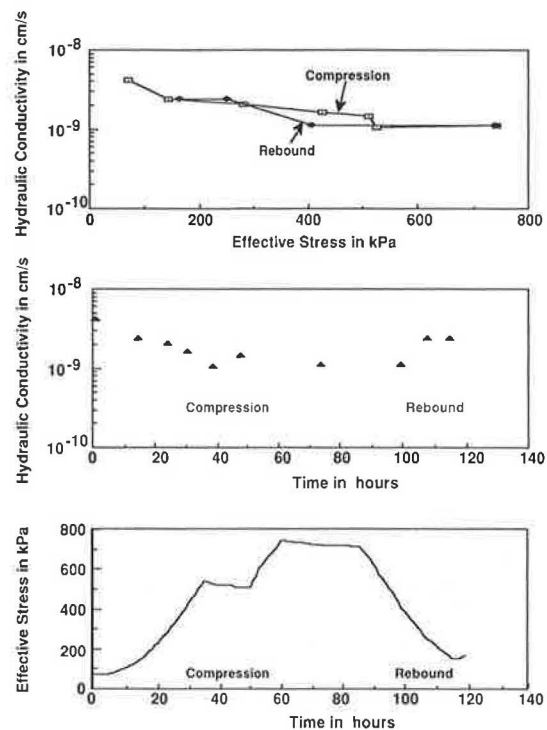 Hydraulic Conductivity in cm/s
10-8
10-9
10-10
Compression
Rebound
0 200 400 600 800
Effective Stress in kPa
Hydraulic Conductivity in cm/s
10-8
10-9
10-10
Compression Rebound
0 20 40 60 80 100 120 140
Time in hours
Effective Stress in kPa
800
600
400
200
0
Compression Rebound
0 20 40 60 80 100 120 140
Time in hours